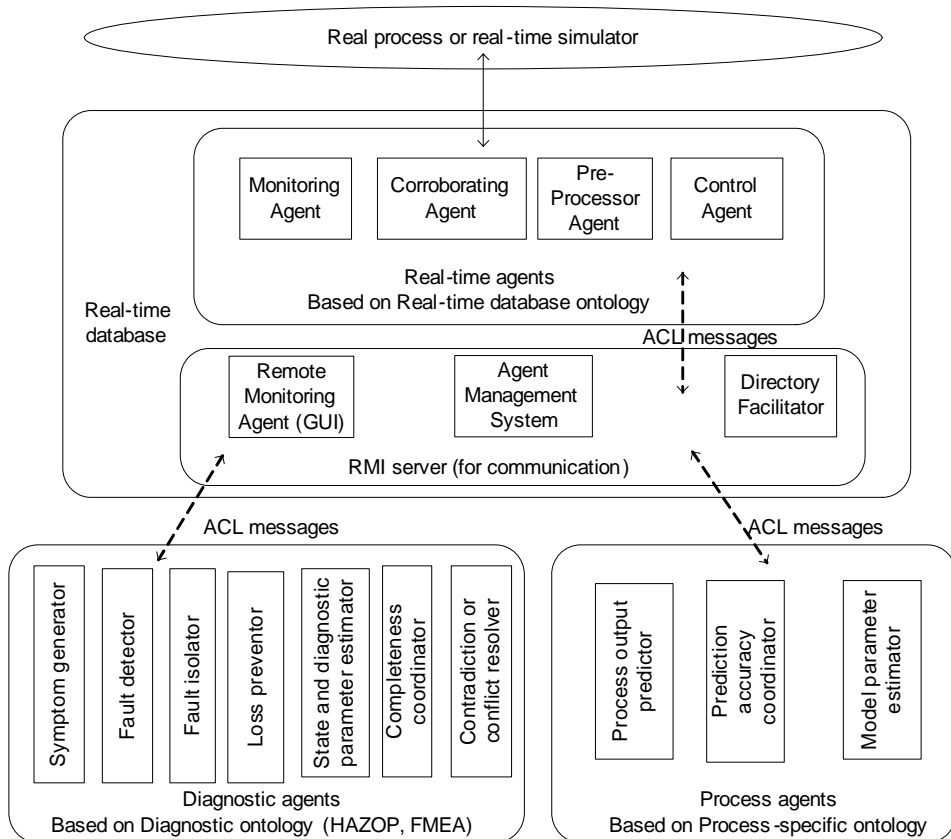 Real process or real-time simulator
Monitoring
Agent
Corroborating
Agent
Pre-
Processor
Agent
Control
Agent
Real-time agents
Based on Real-time database ontology
Real-time
database
ACL messages
Remote
Monitoring
Agent (GUI)
Agent
Management
System
Directory
Facilitator
RMI server (for communication)
ACL messages
ACL messages
Symptom generator
Fault detector
Fault isolator
Loss preventor
State and diagnostic
parameter estimator
Completeness
coordinator
Contradiction or
conflict resolver
Diagnostic agents
Based on Diagnostic ontology (HAZOP, FMEA)
Process output
predictor
Prediction
accuracy
coordinator
Model parameter
estimator
Process agents
Based on Process-specific ontology